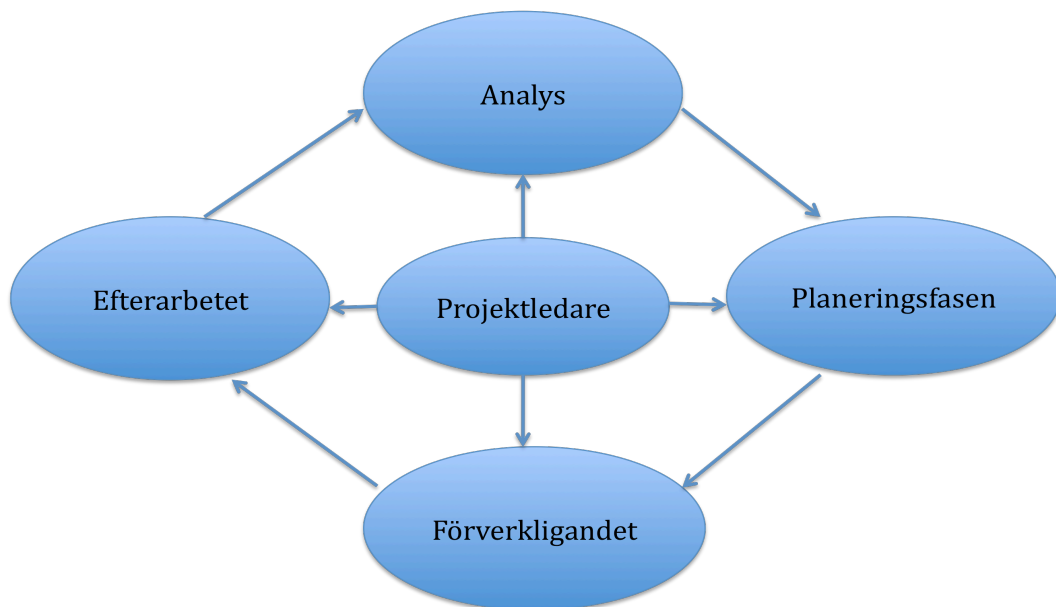 Analys
Efterarbetet
Projektledare
Planeringsfasen
Förverkligandet